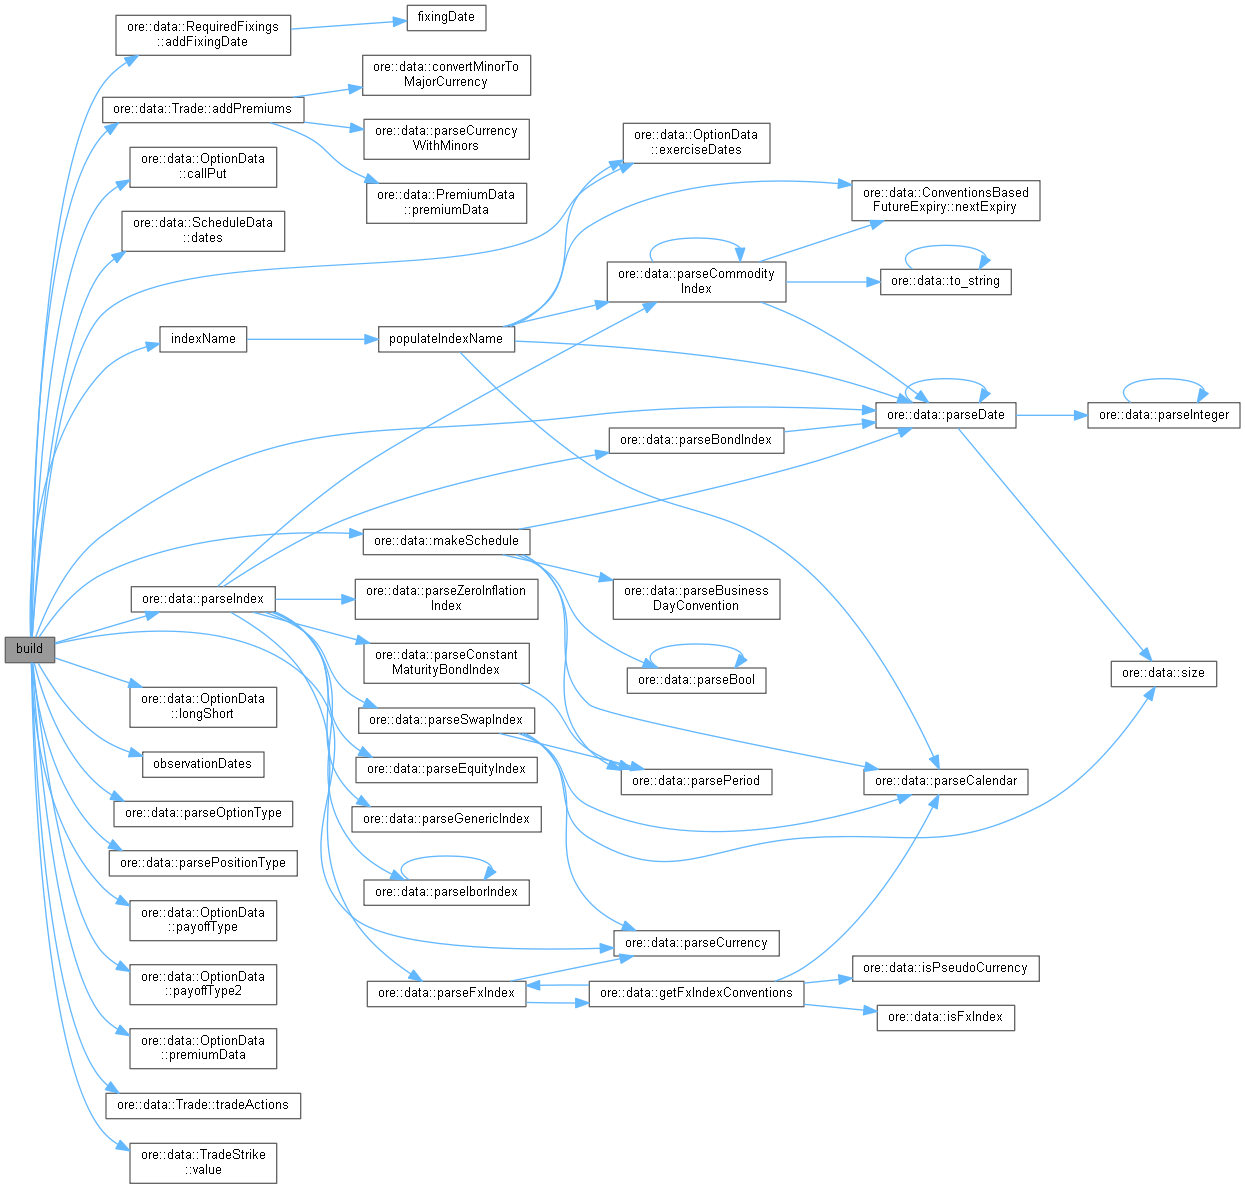 build
ore::data::RequiredFixings
::addFixingDate
fixingDate
ore::data::Trade::addPremiums
ore::data::convertMinorTo
MajorCurrency
ore::data::parseCurrency
WithMinors
ore::data::PremiumData
::premiumData
ore::data::OptionData
::callPut
ore::data::ScheduleData
::dates
ore::data::OptionData
::exerciseDates
indexName
populateIndexName
ore::data::parseCommodity
Index
ore::data::ConventionsBased
FutureExpiry::nextExpiry
ore::data::to_string
ore::data::parseDate
ore::data::parseInteger
ore::data::parseBondIndex
ore::data::makeSchedule
ore::data::parseBusiness
DayConvention
ore::data::parseBool
ore::data::size
ore::data::parseIndex
ore::data::parseZeroInflation
Index
ore::data::parseConstant
MaturityBondIndex
ore::data::parseSwapIndex
ore::data::parseEquityIndex
ore::data::parsePeriod
ore::data::parseCalendar
ore::data::parseGenericIndex
ore::data::parseIborIndex
ore::data::parseCurrency
ore::data::parseFxIndex
ore::data::getFxIndexConventions
ore::data::isPseudoCurrency
ore::data::isFxIndex
ore::data::OptionData
::longShort
observationDates
ore::data::parseOptionType
ore::data::parsePositionType
ore::data::OptionData
::payoffType
ore::data::OptionData
::payoffType2
ore::data::OptionData
::premiumData
ore::data::Trade::tradeActions
ore::data::TradeStrike
::value